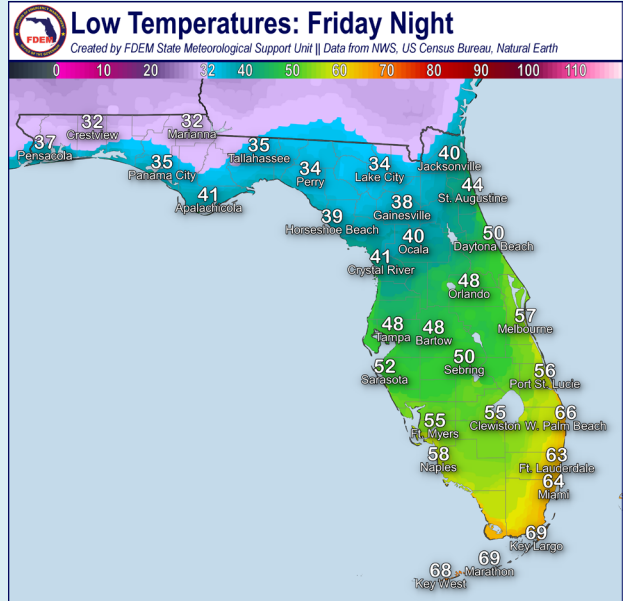 FDEM
Low Temperatures: Friday Night
Created by FDEM State Meteorological Support Unit || Data from NWS, US Census Bureau, Natural Earth
0 10 20 32 40 50 60 70 80 90 100 110
32
Crestview
32
Marianna
37
Pensacola
35
Panama City
35
Tallahassee
41
Apalachicola
34
Perry
34
Lake City
40
Jacksonville
44
St. Augustine
38
Gainesville
39
Horseshoe Beach
40
Ocala
50
Daytona Beach
41
Crystal River
48
Orlando
57
Melbourne
48
Tampa
48
Bartow
50
Sebring
52
Sarasota
56
Port St. Lucie
55
Ft. Myers
55
Clewiston
66
W. Palm Beach
58
Naples
63
Ft. Lauderdale
64
Miami
69
Key Largo
69
Marathon
68
Key West